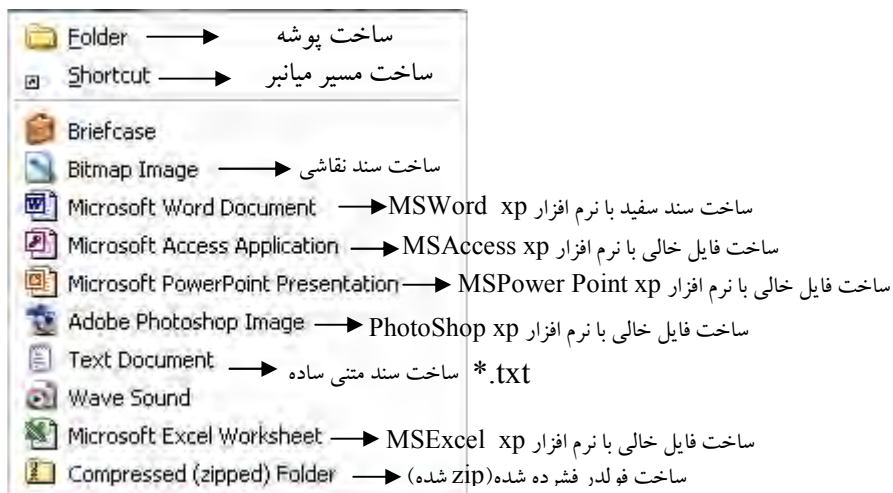 Folder ساخت پوشه
Shortcut ساخت مسیر میانبر
Briefcase
Bitmap Image ساخت سند نقاشی
Microsoft Word Document ساخت سند سفید با نرم افزار MSWord xp
Microsoft Access Application ساخت فایل خالی با نرم افزار MSAccess xp
Microsoft PowerPoint Presentation ساخت فایل خالی با نرم افزار MSPower Point xp
Adobe Photoshop Image ساخت فایل خالی با نرم افزار PhotoShop xp
Text Document ساخت سند متنی ساده *.txt
Wave Sound
Microsoft Excel Worksheet ساخت فایل خالی با نرم افزار MSExcel xp
Compressed (zipped) Folder ساخت فولدر فشرده شده(zip شده)